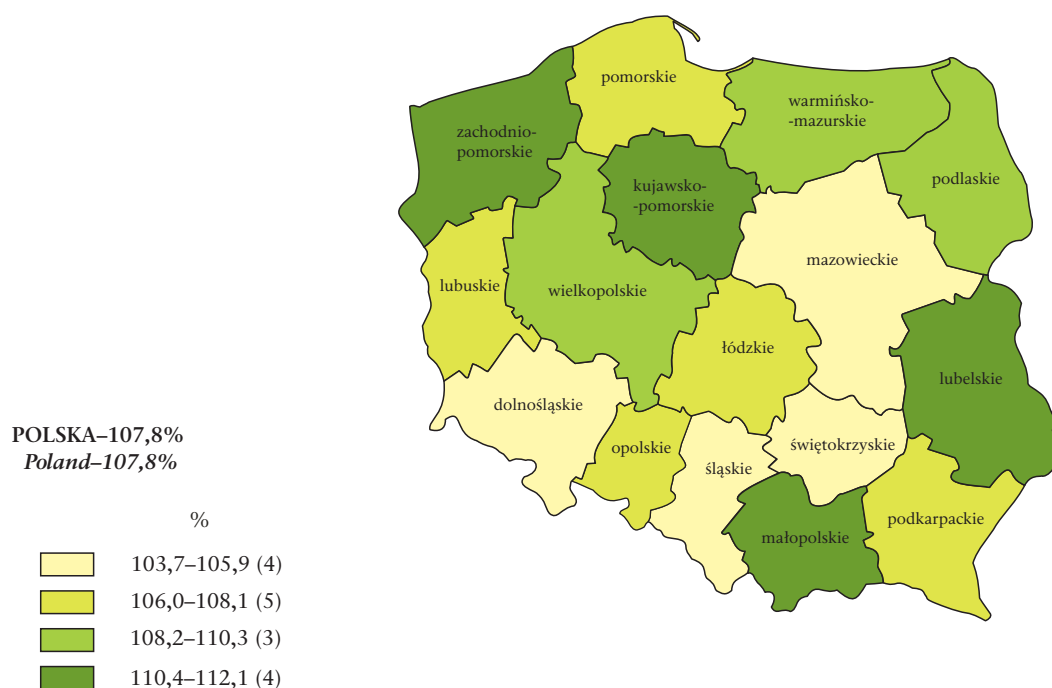 pomorskie
warmińsko-
-mazurskie
zachodnio-
pomorskie
podlaskie
kujawsko-
-pomorskie
mazowieckie
lubuskie
wielkopolskie
łódzkie
lubelskie
dolnośląskie
POLSKA–107,8%
Poland–107,8%
opolskie
śląskie
świętokrzyskie
podkarpackie
małopolskie
%
103,7–105,9 (4)
106,0–108,1 (5)
108,2–110,3 (3)
110,4–112,1 (4)